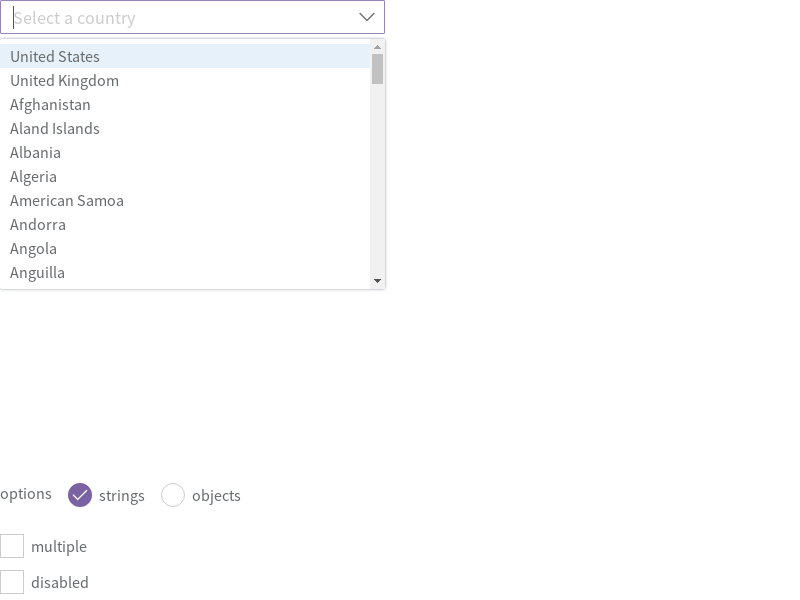 Select a country
United States
United Kingdom
Afghanistan
Aland Islands
Albania
Algeria
American Samoa
Andorra
Angola
Anguilla
options strings objects
multiple
disabled